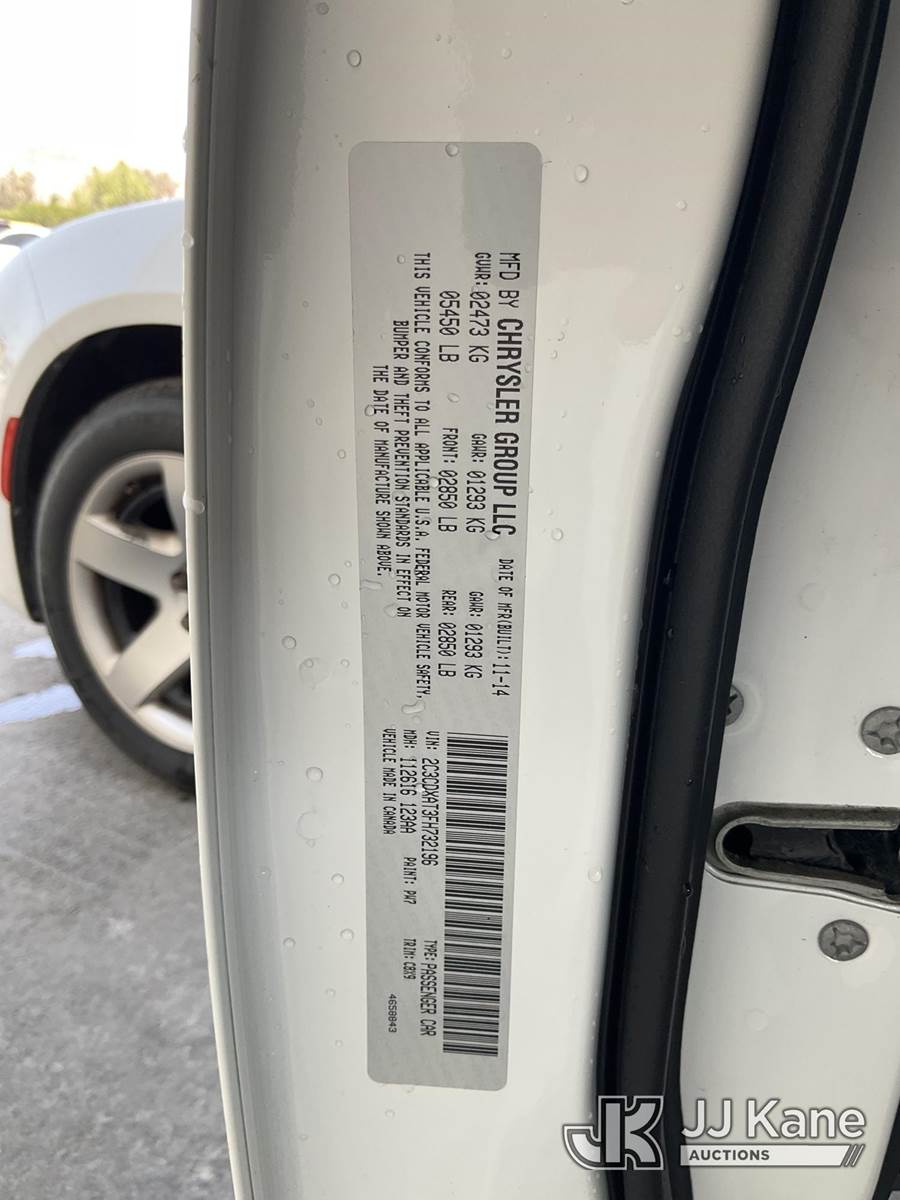 MFD BY CHRYSLER GROUP LLC DATE OF MFR(BUILT): 11-14
GVWR: 02473 KG GAWR: 01293 KG GAWR: 01293 KG
05450 LB FRONT: 02850 LB REAR: 02850 LB
THIS VEHICLE CONFORMS TO ALL APPLICABLE U.S.A. FEDERAL MOTOR VEHICLE SAFETY,
BUMPER AND THEFT PREVENTION STANDARDS IN EFFECT ON
THE DATE OF MANUFACTURE SHOWN ABOVE.
VIN: 2C3CDXAT3FH732196 TYPE: PASSENGER CAR
MDH: 112616 123AA PAINT: PW7 TRIM: C8X9
VEHICLE MADE IN CANADA
4658843
JK JJ Kane
AUCTIONS